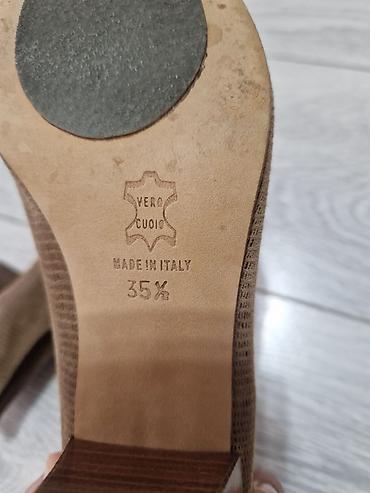 VERO
CUOIO
MADE IN ITALY
35½